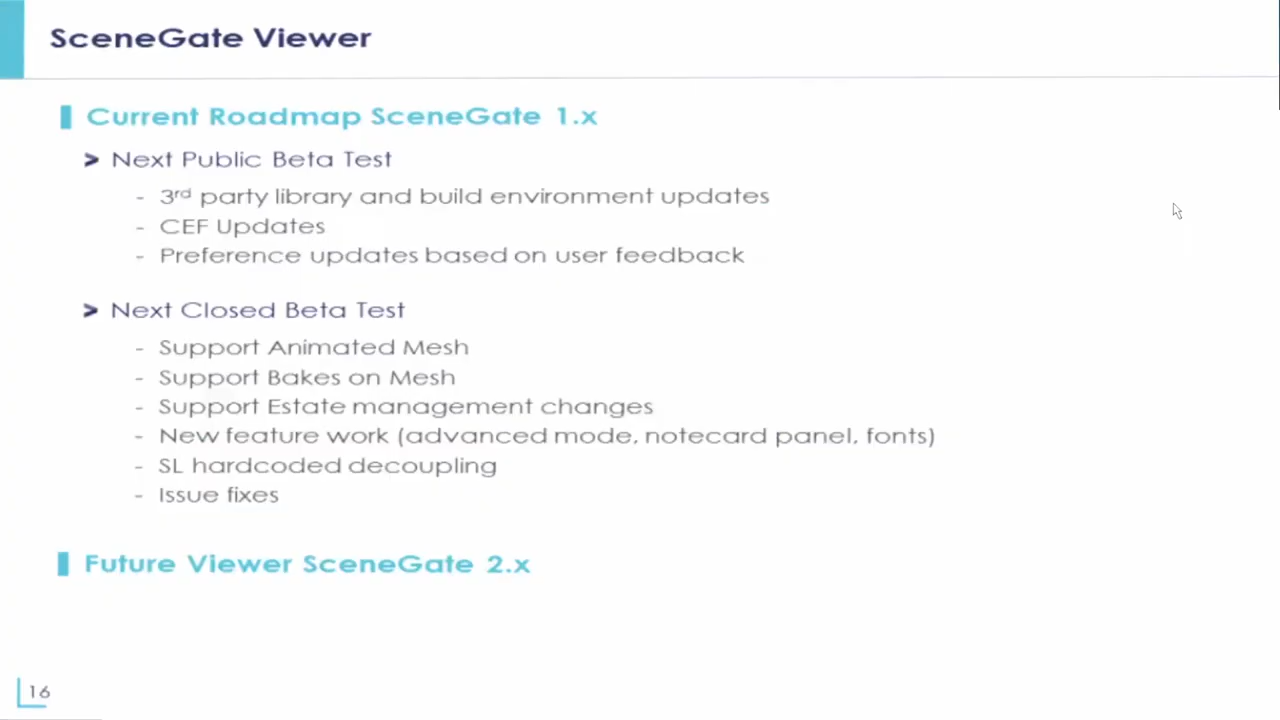 SceneGate Viewer
Current Roadmap SceneGate 1.x
> Next Public Beta Test
- 3rd party library and build environment updates
- CEF Updates
- Preference updates based on user feedback
> Next Closed Beta Test
- Support Animated Mesh
- Support Bakes on Mesh
- Support Estate management changes
- New feature work (advanced mode, notecard panel, fonts)
- SL hardcoded decoupling
- Issue fixes
Future Viewer SceneGate 2.x
16